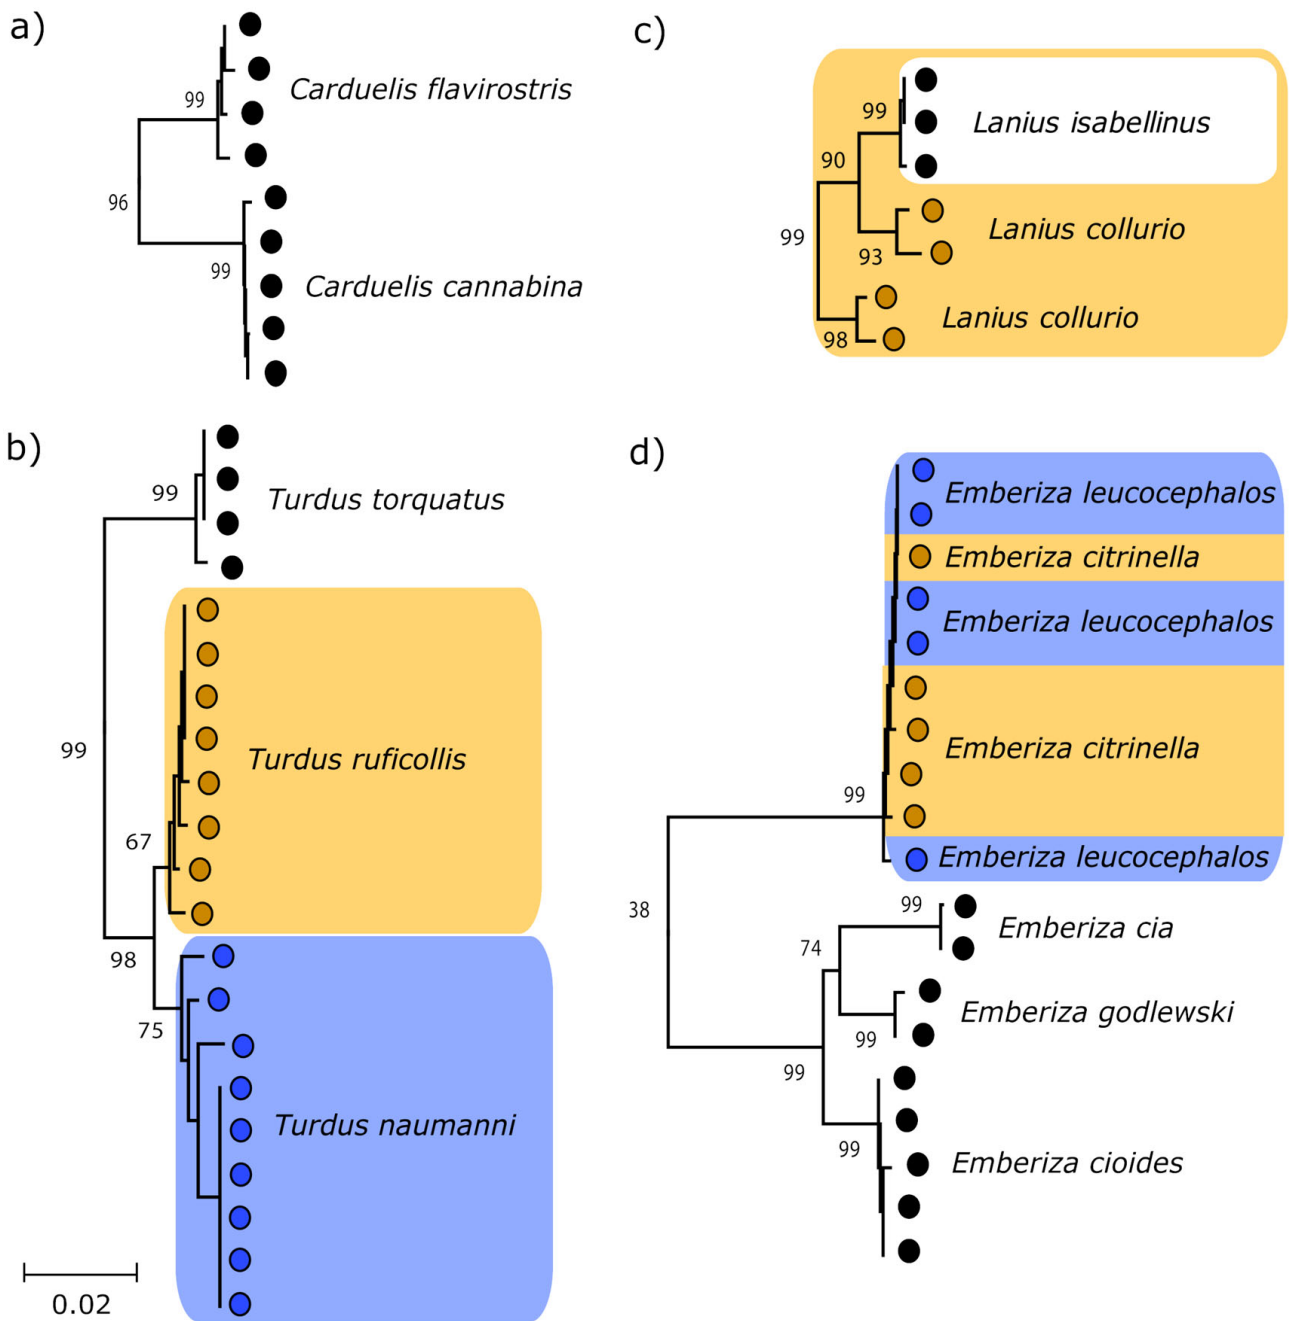 a)
99
Carduelis flavirostris
96
99
Carduelis cannabina
b)
99
Turdus torquatus
99
67
Turdus ruficollis
98
75
Turdus naumanni
0.02
c)
99
Lanius isabellinus
90
99
Lanius collurio
93
Lanius collurio
98
d)
Emberiza leucocephalos
Emberiza citrinella
Emberiza leucocephalos
Emberiza citrinella
99
Emberiza leucocephalos
38
99
Emberiza cia
74
Emberiza godlewski
99
99
99
Emberiza cioides